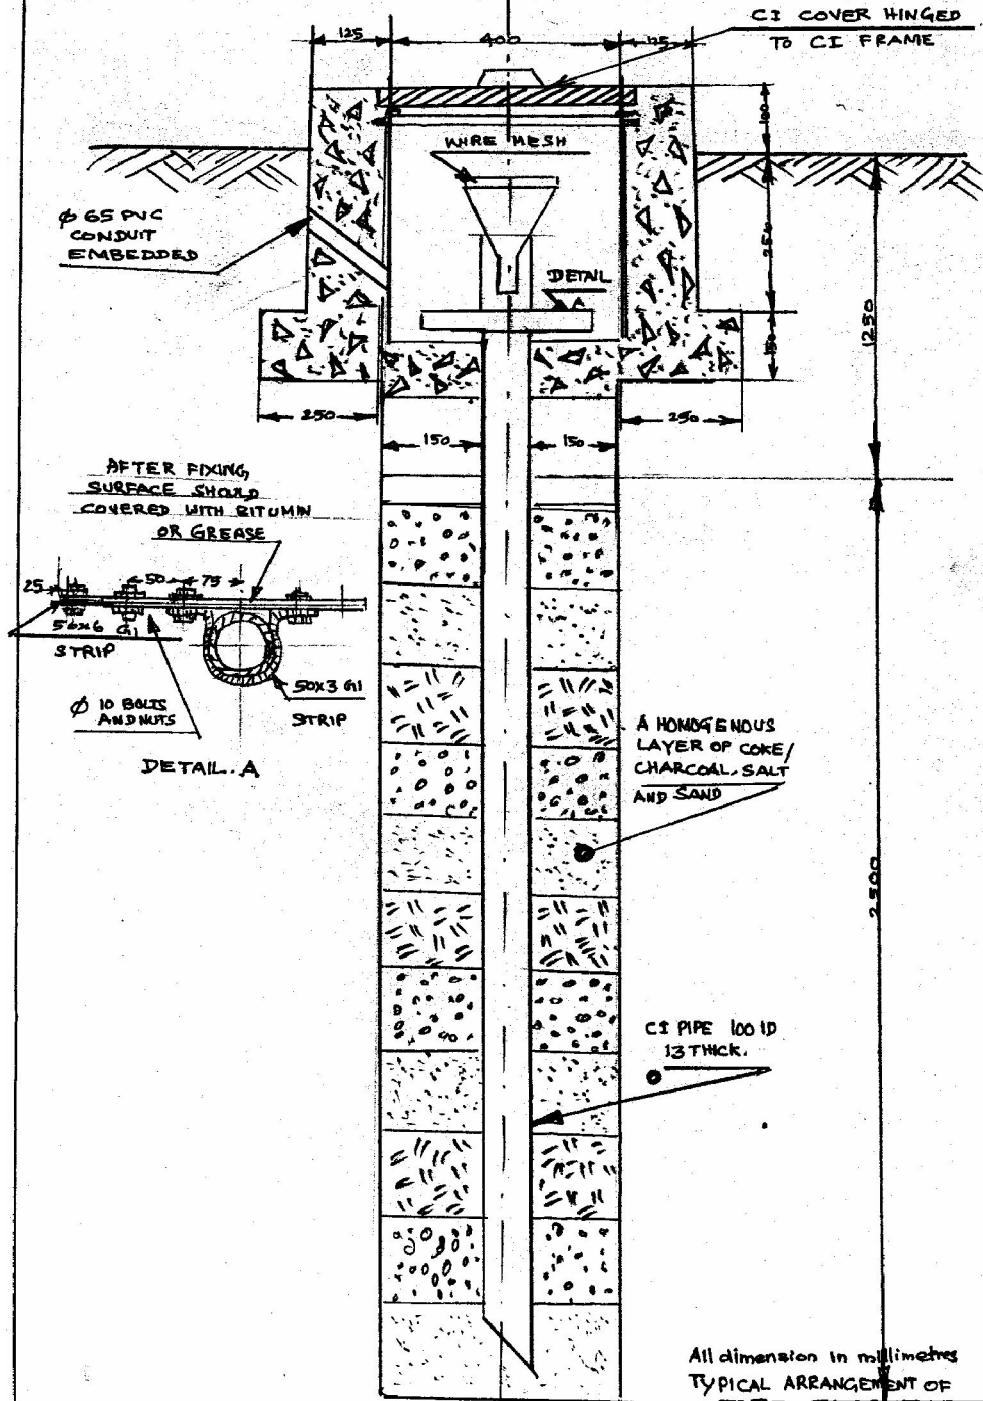 CI COVER HINGED
TO CI FRAME
125
400
125
100
WIRE MESH
φ 65 PVC
CONDUIT
EMBEDDED
250
DETAIL
A
1250
150
250
150
150
250
AFTER FIXING,
SURFACE SHOULD
COVERED WITH BITUMIN
OR GREASE
25
50
75
50x6 GI
STRIP
50X3 GI
STRIP
φ 10 BOLTS
AND NUTS
DETAIL. A
A HOMOGENOUS
LAYER OF COKE/
CHARCOAL, SALT
AND SAND
2500
CI PIPE 100 ID
13 THICK.
All dimension in millimetres
TYPICAL ARRANGEMENT OF